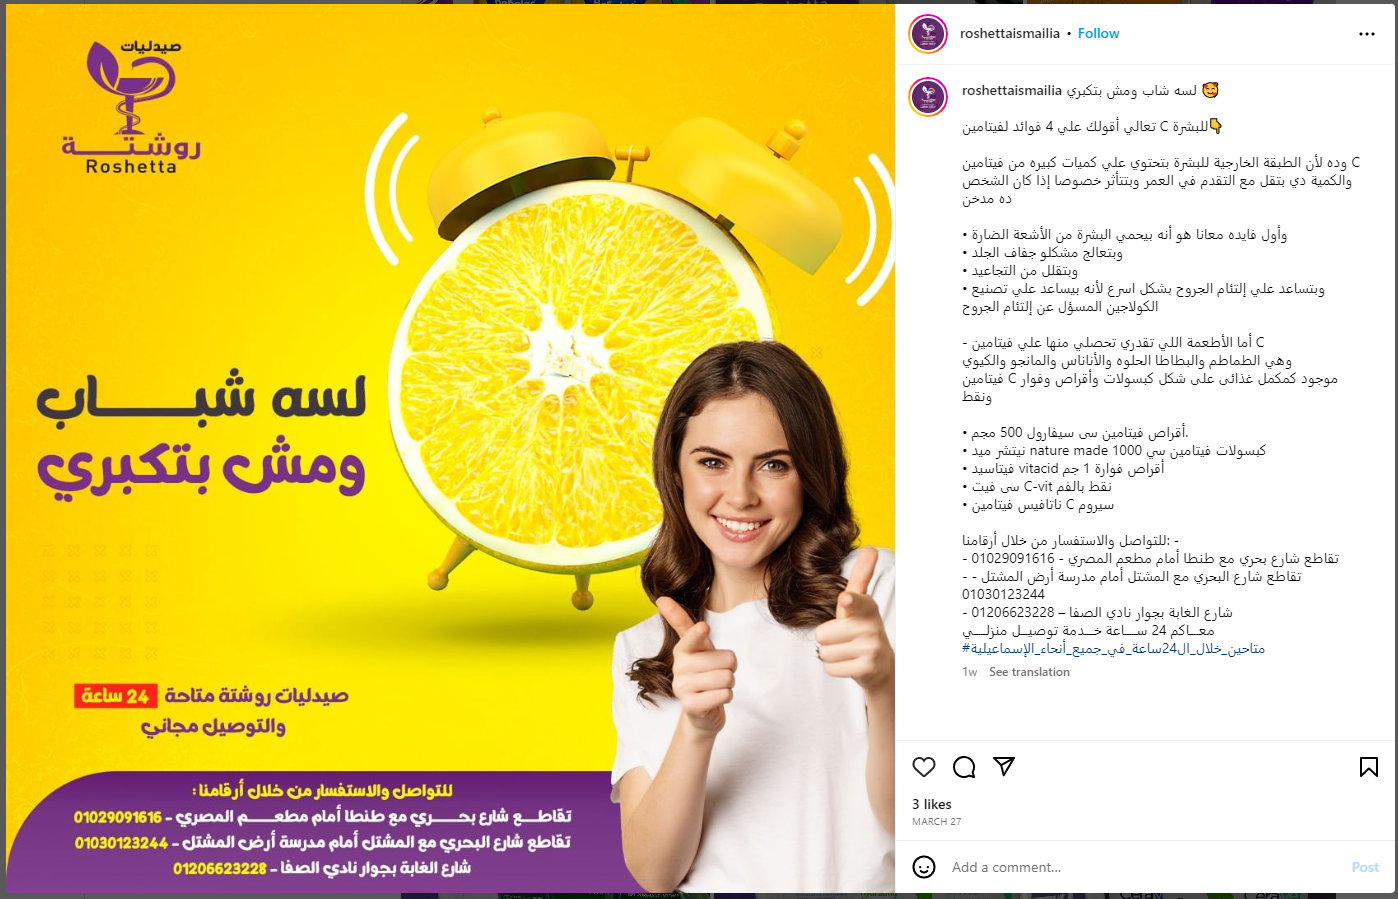 صيدليات
روشتـــة
Roshetta
لسه شبـــــاب
ومش بتكبري
صيدليات روشتة متاحة 24 ساعة
والتوصيل مجاني
للتواصل والاستفسار من خلال أرقامنا :
تقاطــع شارع بحــــري مع طنطا أمام مطعــــم المصري - 01029091616
تقاطع شارع البحري مع المشتل أمام مدرسة أرض المشتل - 01030123244
شارع الغابة بجوار نادي الصفا - 01206623228
roshettaismailia • Follow
roshettaismailia لسه شاب ومش بتكبري 🥰
تعالي أقولك علي 4 فوائد لفيتامين C للبشرة👇
وده لأن الطبقة الخارجية للبشرة بتحتوي علي كميات كبيره من فيتامين C
والكمية دي بتقل مع التقدم في العمر وبتتأثر خصوصا إذا كان الشخص
ده مدخن
• وأول فايده معانا هو أنه بيحمي البشرة من الأشعة الضارة
• وبتعالج مشكلو جفاف الجلد
• وبتقلل من التجاعيد
• وبتساعد علي إلتئام الجروح بشكل اسرع لأنه بيساعد علي تصنيع
الكولاجين المسؤل عن إلتئام الجروح
- أما الأطعمة اللي تقدري تحصلي منها علي فيتامين C
وهي الطماطم والبطاطا الحلوه والأناناس والمانجو والكيوي
فيتامين C موجود كمكمل غذائى على شكل كبسولات وأقراص وفوار
ونقط
• أقراص فيتامين سى سيفارول 500 مجم.
• كبسولات فيتامين سي 1000 nature made نيتشر ميد
• أقراص فوارة 1 جم vitacid فيتاسيد
• نقط بالفم C-vit سى فيت
• سيروم C ناتافيس فيتامين
للتواصل والاستفسار من خلال أرقامنا: -
- تقاطع شارع بحري مع طنطا أمام مطعم المصري - 01029091616
- تقاطع شارع البحري مع المشتل أمام مدرسة أرض المشتل -
01030123244
- شارع الغابة بجوار نادي الصفا – 01206623228
معـــاكم 24 ســـاعة خـــدمة توصيــل منزلـــــي
#متاحين_خلال_ال24ساعة_في_جميع_أنحاء_الإسماعيلية
1w See translation
3 likes
MARCH 27
Add a comment...
Post